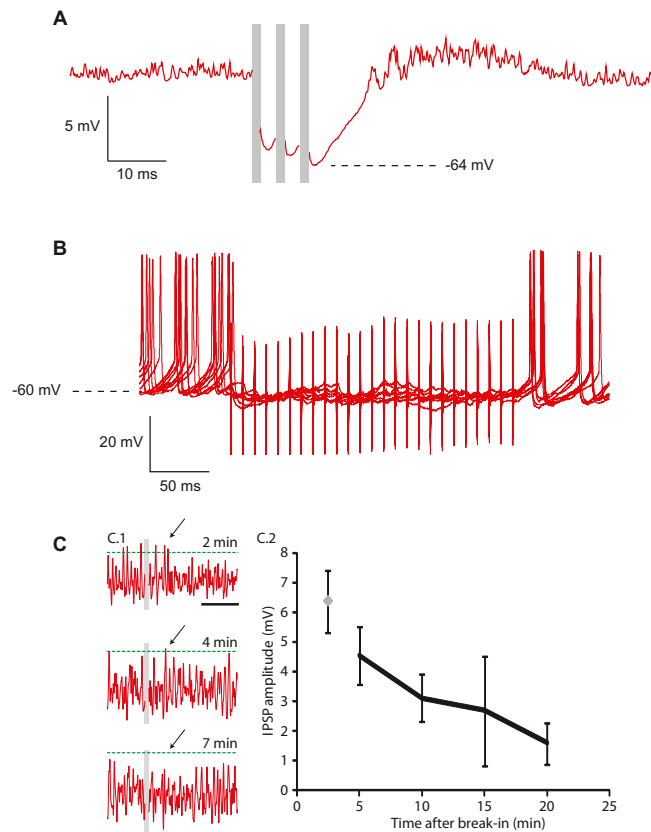 A
5 mV
10 ms
-64 mV
B
-60 mV
20 mV
50 ms
C
C.1
2 min
4 min
7 min
C.2
IPSP amplitude (mV)
8
7
6
5
4
3
2
1
0
0 5 10 15 20 25
Time after break-in (min)